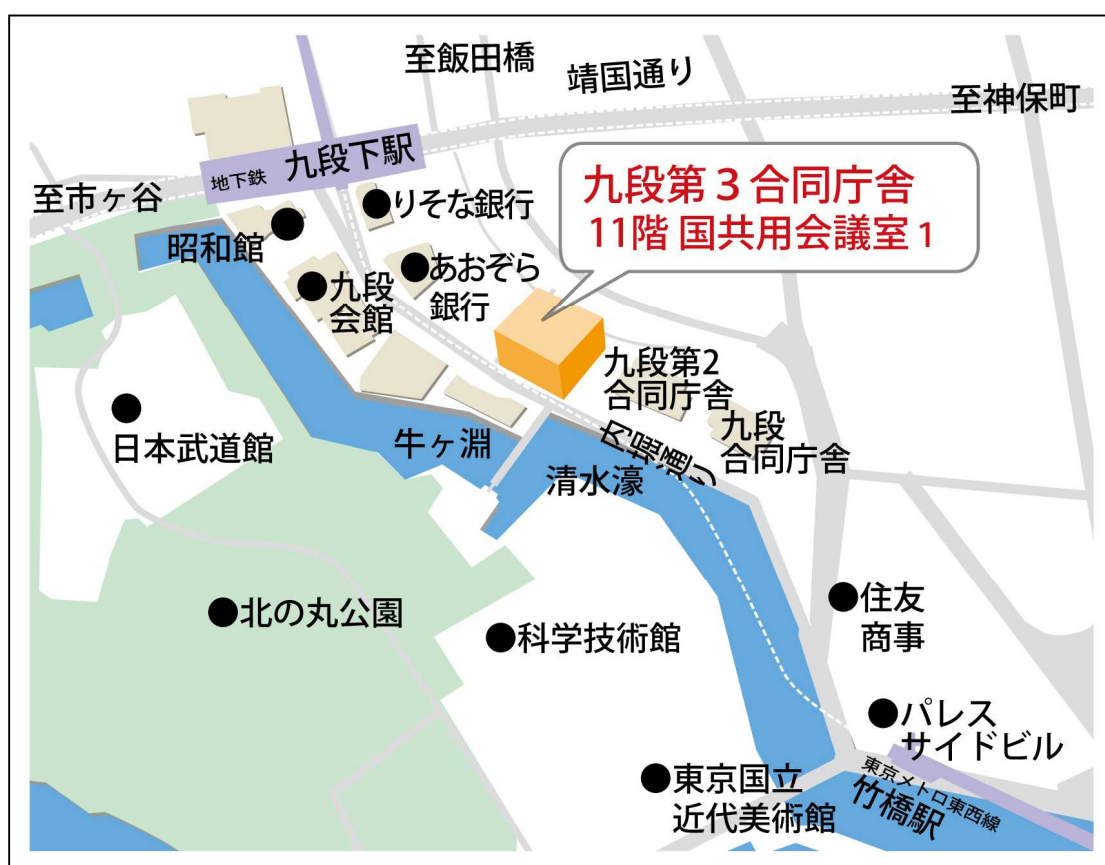 至飯田橋
靖国通り
至神保町
地下鉄 九段下駅
至市ヶ谷
りそな銀行
九段第3合同庁舎
11階 国共用会議室1
昭和館
九段
会館
あおぞら
銀行
九段第2
合同庁舎
九段
合同庁舎
日本武道館
牛ヶ淵
清水濠
内堀通り
北の丸公園
科学技術館
住友
商事
パレス
サイドビル
東京国立
近代美術館
東京メトロ東西線
竹橋駅